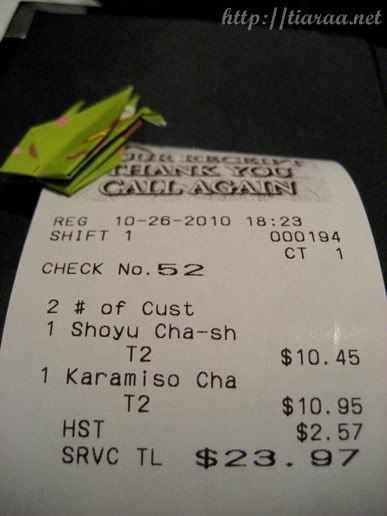 http://tiaraa.net
YOUR RECEIPT
THANK YOU
CALL AGAIN
REG 10-26-2010 18:23
SHIFT 1 000194
CT 1
CHECK No. 52
2 # of Cust
1 Shoyu Cha-sh
T2 $10.45
1 Karamiso Cha
T2 $10.95
HST $2.57
SRVC TL $23.97